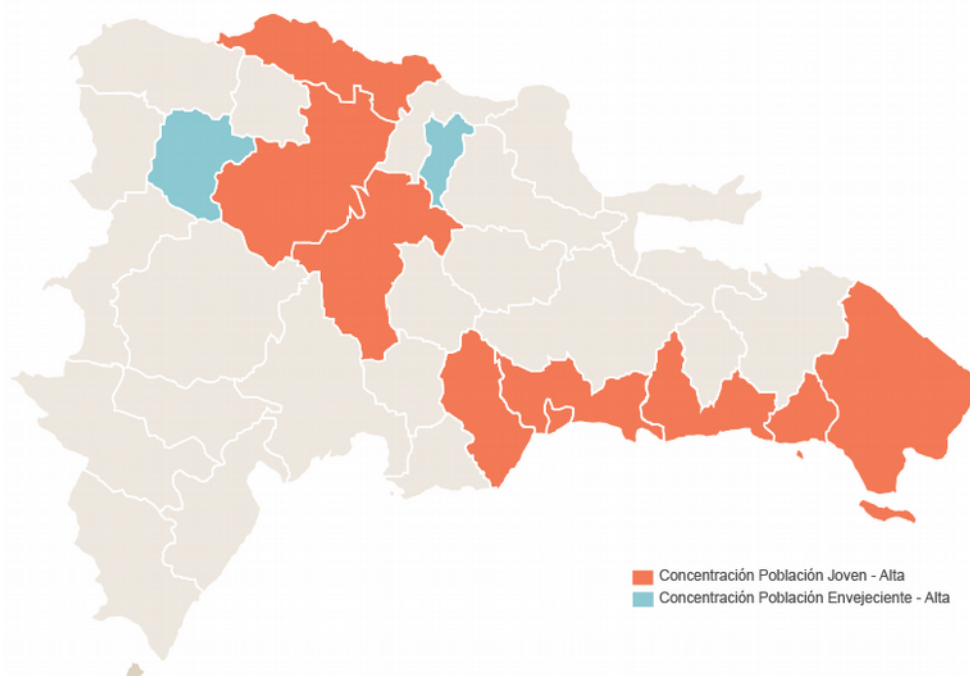 Concentración Población Joven - Alta
Concentración Población Envejeciente - Alta